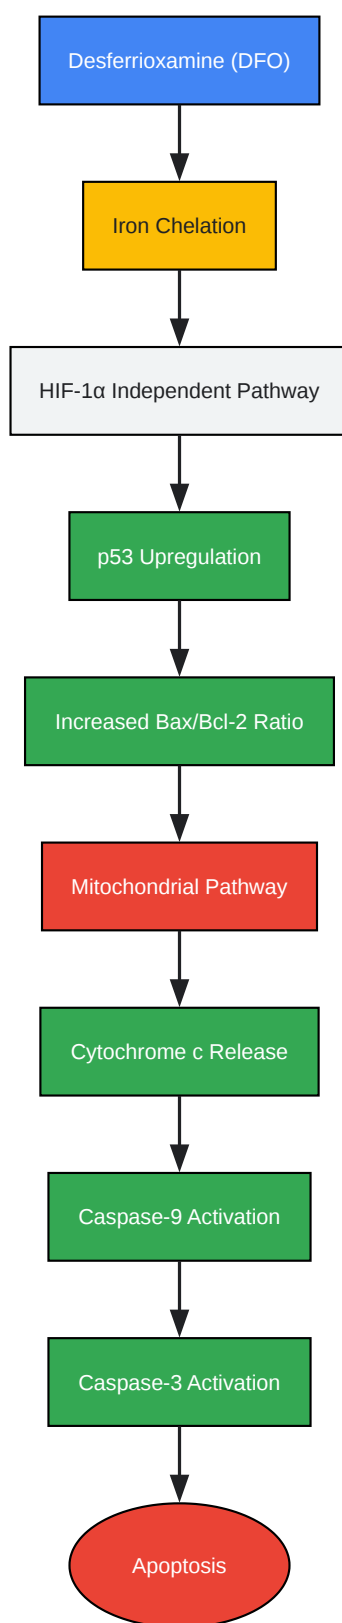 Desferrioxamine (DFO)
Iron Chelation
HIF-1α Independent Pathway
p53 Upregulation
Increased Bax/Bcl-2 Ratio
Mitochondrial Pathway
Cytochrome c Release
Caspase-9 Activation
Caspase-3 Activation
Apoptosis